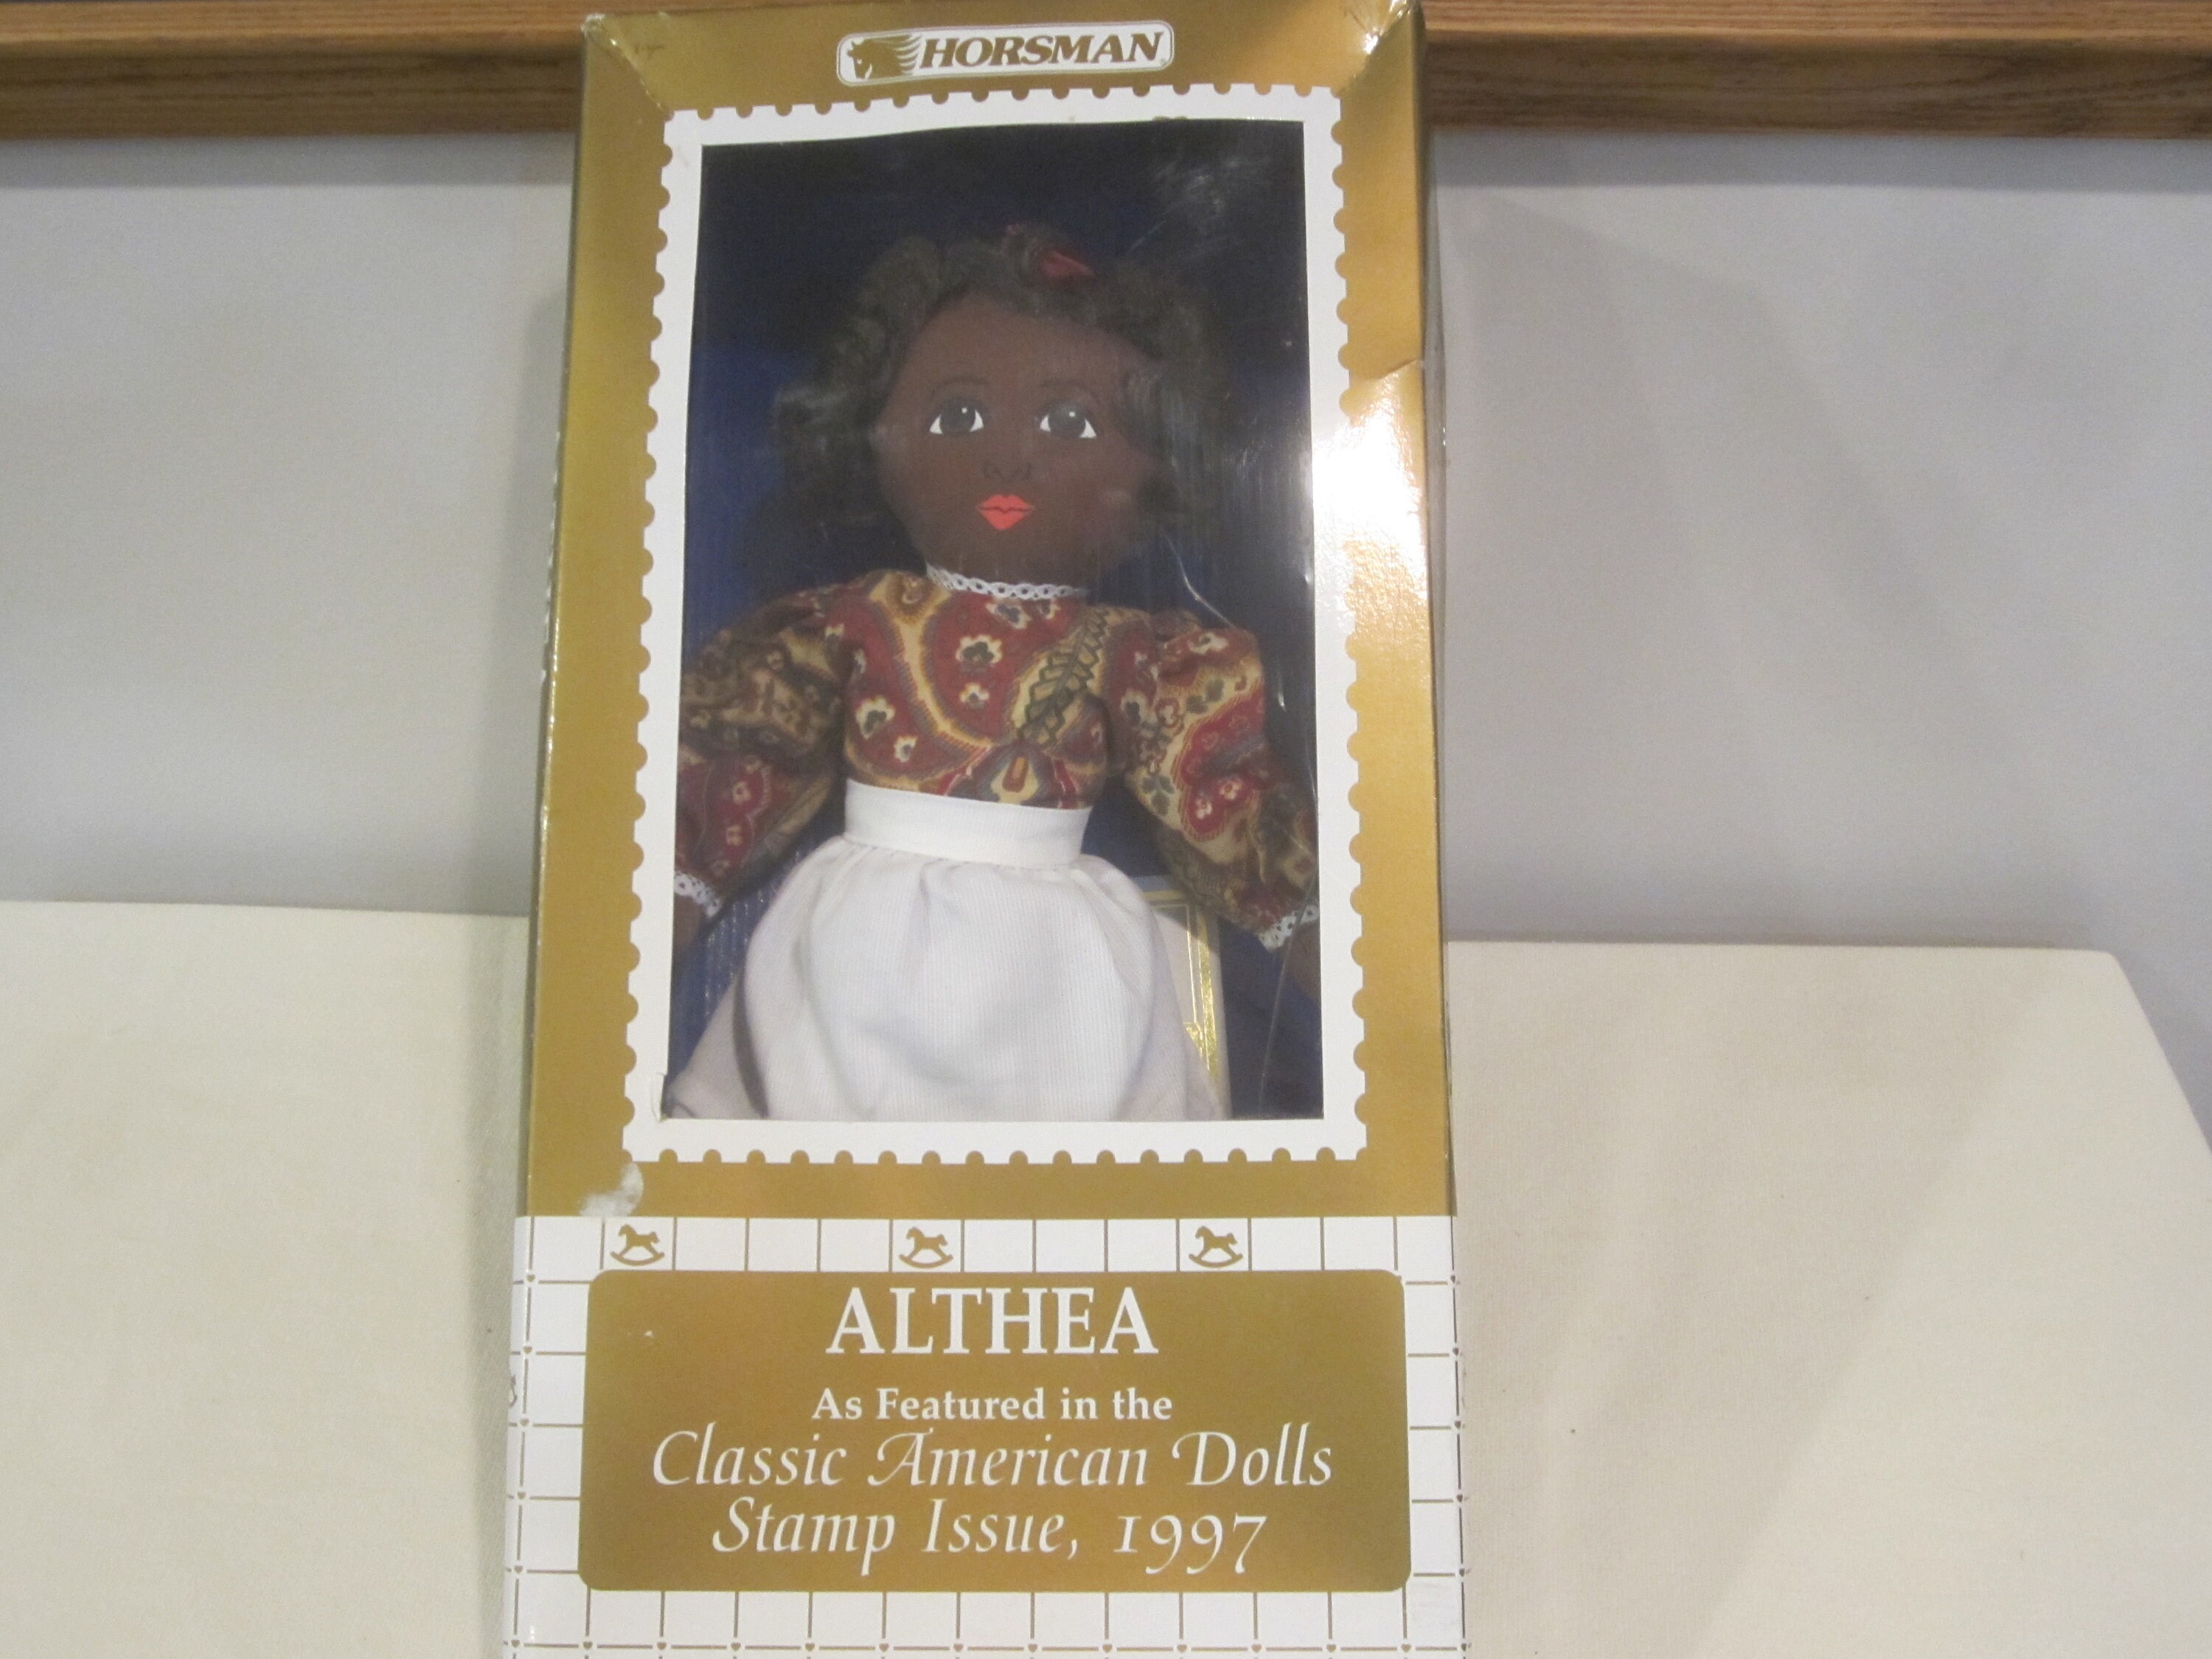 HORSMAN
ALTHEA
As Featured in the
Classic American Dolls
Stamp Issue, 1997